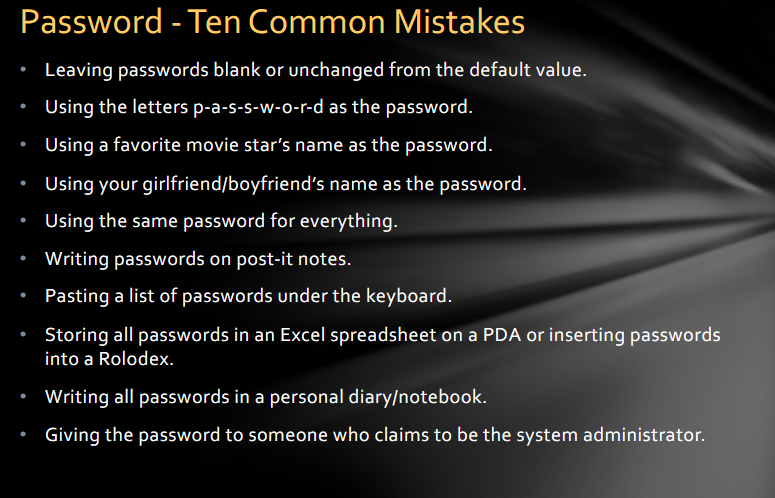 Password - Ten Common Mistakes
• Leaving passwords blank or unchanged from the default value.
• Using the letters p-a-s-s-w-o-r-d as the password.
• Using a favorite movie star’s name as the password.
• Using your girlfriend/boyfriend’s name as the password.
• Using the same password for everything.
• Writing passwords on post-it notes.
• Pasting a list of passwords under the keyboard.
• Storing all passwords in an Excel spreadsheet on a PDA or inserting passwords
into a Rolodex.
• Writing all passwords in a personal diary/notebook.
• Giving the password to someone who claims to be the system administrator.